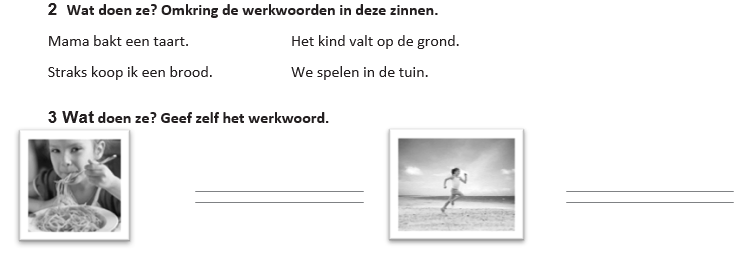 2 Wat doen ze? Omkring de werkwoorden in deze zinnen.
Mama bakt een taart. Het kind valt op de grond.
Straks koop ik een brood. We spelen in de tuin.
3 Wat doen ze? Geef zelf het werkwoord.